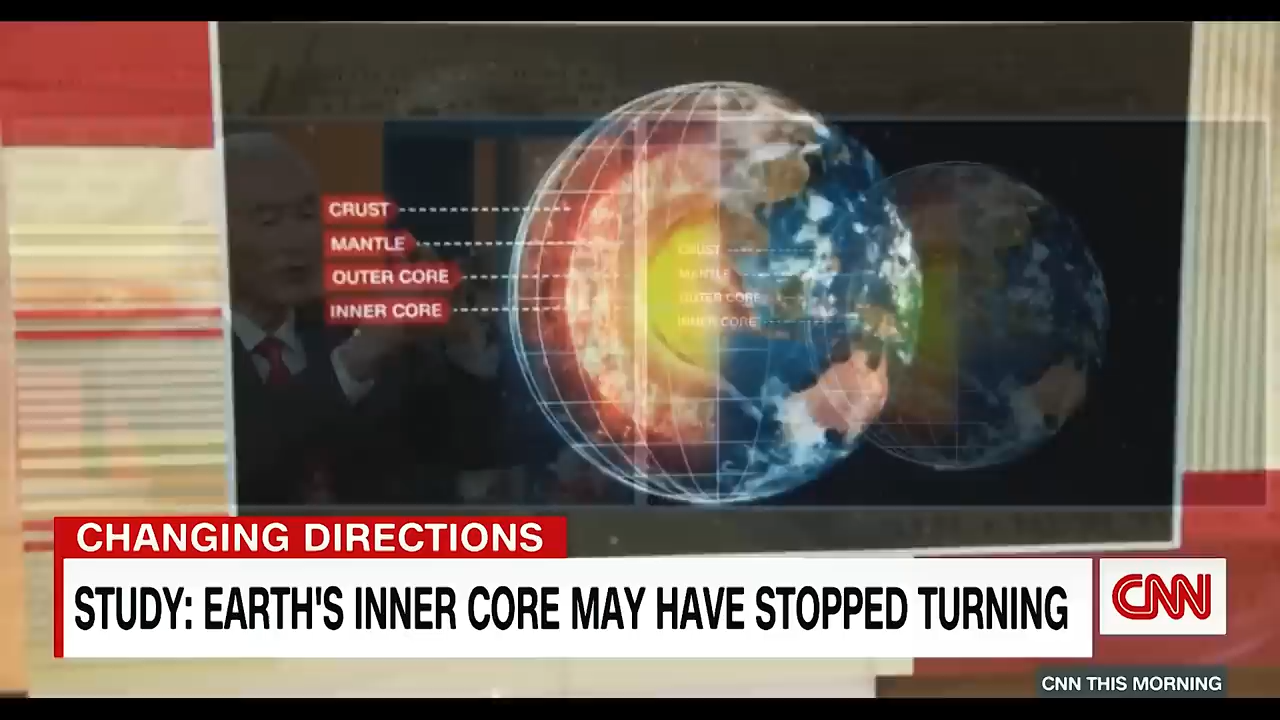 CRUST
MANTLE
OUTER CORE
INNER CORE
CRUST
MANTLE
OUTER CORE
INNER CORE
CHANGING DIRECTIONS
STUDY: EARTH'S INNER CORE MAY HAVE STOPPED TURNING
CNN
CNN THIS MORNING